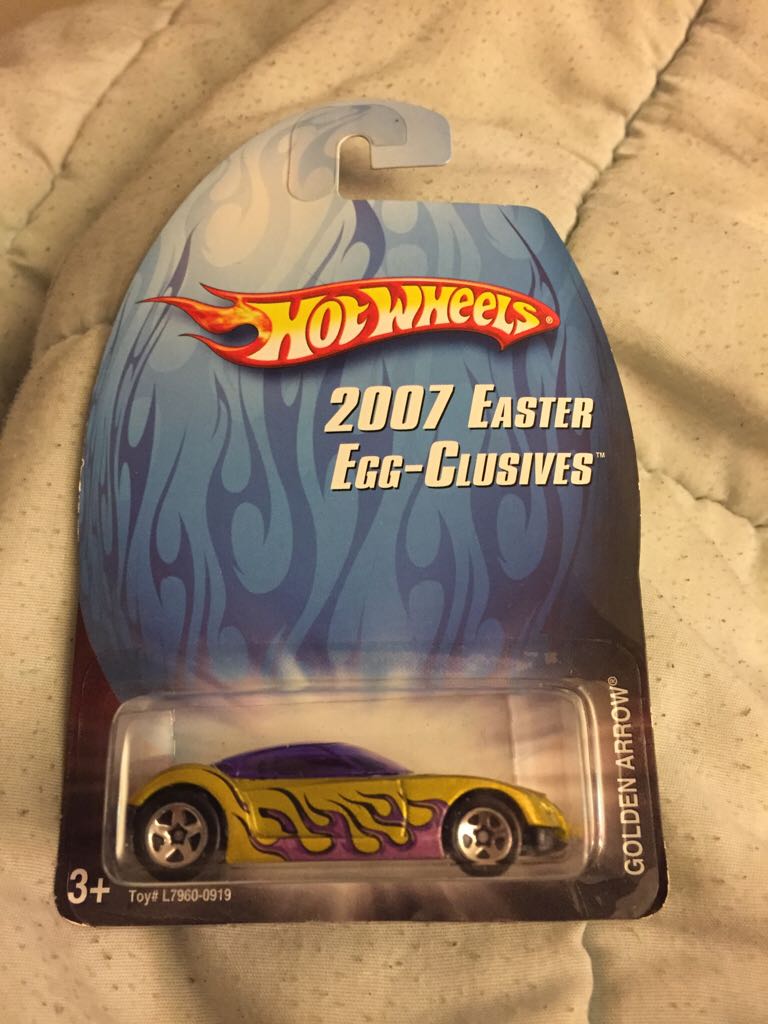 HOT WHEELS®
2007 EASTER
EGG-CLUSIVES™
GOLDEN ARROW®
3+
Toy# L7960-0919